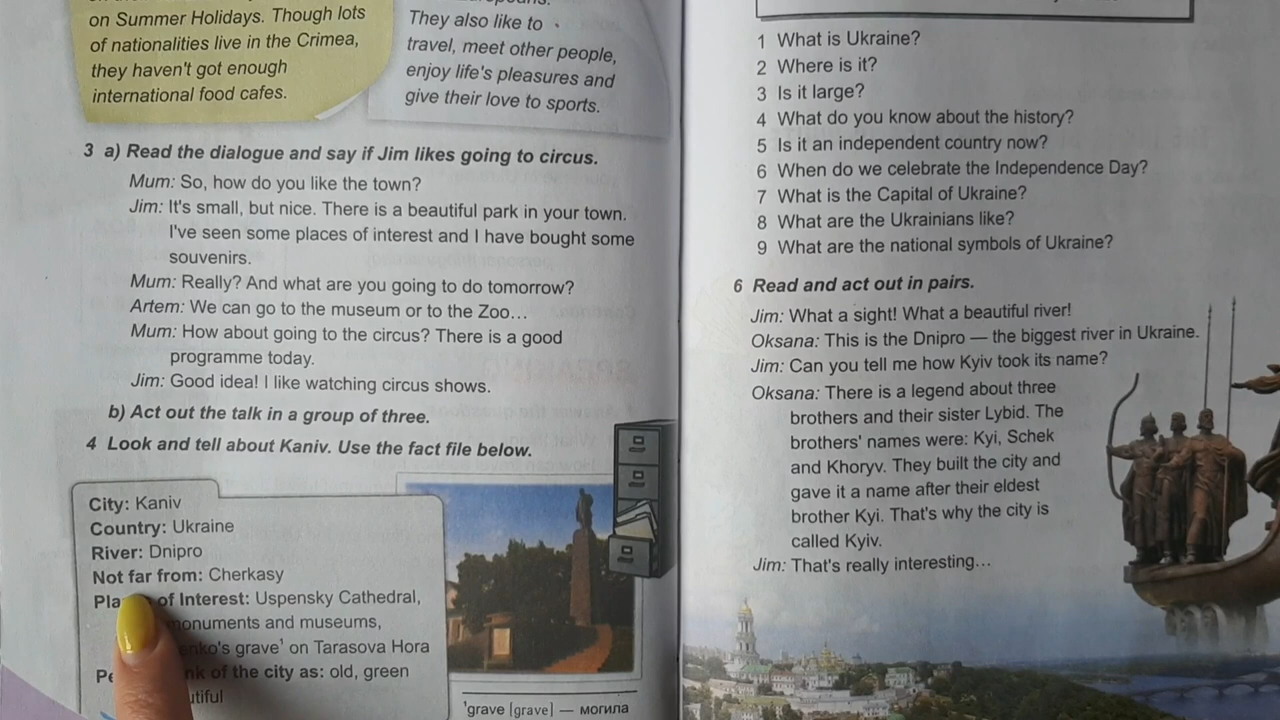 on Summer Holidays. Though lots
of nationalities live in the Crimea,
they haven't got enough
international food cafes.
They also like to
travel, meet other people,
enjoy life's pleasures and
give their love to sports.
3 a) Read the dialogue and say if Jim likes going to circus.
Mum: So, how do you like the town?
Jim: It's small, but nice. There is a beautiful park in your town.
I've seen some places of interest and I have bought some
souvenirs.
Mum: Really? And what are you going to do tomorrow?
Artem: We can go to the museum or to the Zoo...
Mum: How about going to the circus? There is a good
programme today.
Jim: Good idea! I like watching circus shows.
b) Act out the talk in a group of three.
4 Look and tell about Kaniv. Use the fact file below.
City: Kaniv
Country: Ukraine
River: Dnipro
Not far from: Cherkasy
of Interest: Uspensky Cathedral,
monuments and museums,
grave¹ on Tarasova Hora
of the city as: old, green
¹grave [grave] — могила
1 What is Ukraine?
2 Where is it?
3 Is it large?
4 What do you know about the history?
5 Is it an independent country now?
6 When do we celebrate the Independence Day?
7 What is the Capital of Ukraine?
8 What are the Ukrainians like?
9 What are the national symbols of Ukraine?
6 Read and act out in pairs.
Jim: What a sight! What a beautiful river!
Oksana: This is the Dnipro — the biggest river in Ukraine.
Jim: Can you tell me how Kyiv took its name?
Oksana: There is a legend about three
brothers and their sister Lybid. The
brothers' names were: Kyi, Schek
and Khoryv. They built the city and
gave it a name after their eldest
brother Kyi. That's why the city is
called Kyiv.
Jim: That's really interesting...